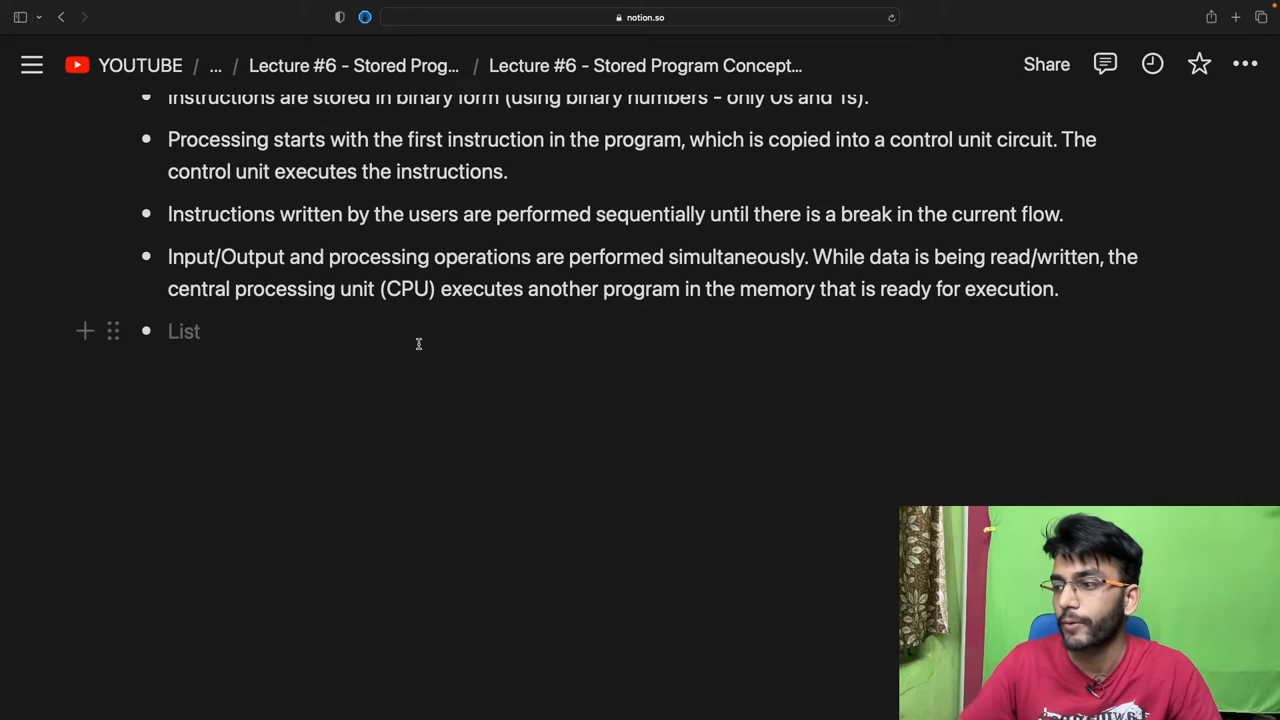 notion.so
YOUTUBE / ... / Lecture #6 - Stored Prog... / Lecture #6 - Stored Program Concept...
Share
Instructions are stored in binary form (using binary numbers - only 0s and 1s).
Processing starts with the first instruction in the program, which is copied into a control unit circuit. The
control unit executes the instructions.
Instructions written by the users are performed sequentially until there is a break in the current flow.
Input/Output and processing operations are performed simultaneously. While data is being read/written, the
central processing unit (CPU) executes another program in the memory that is ready for execution.
List